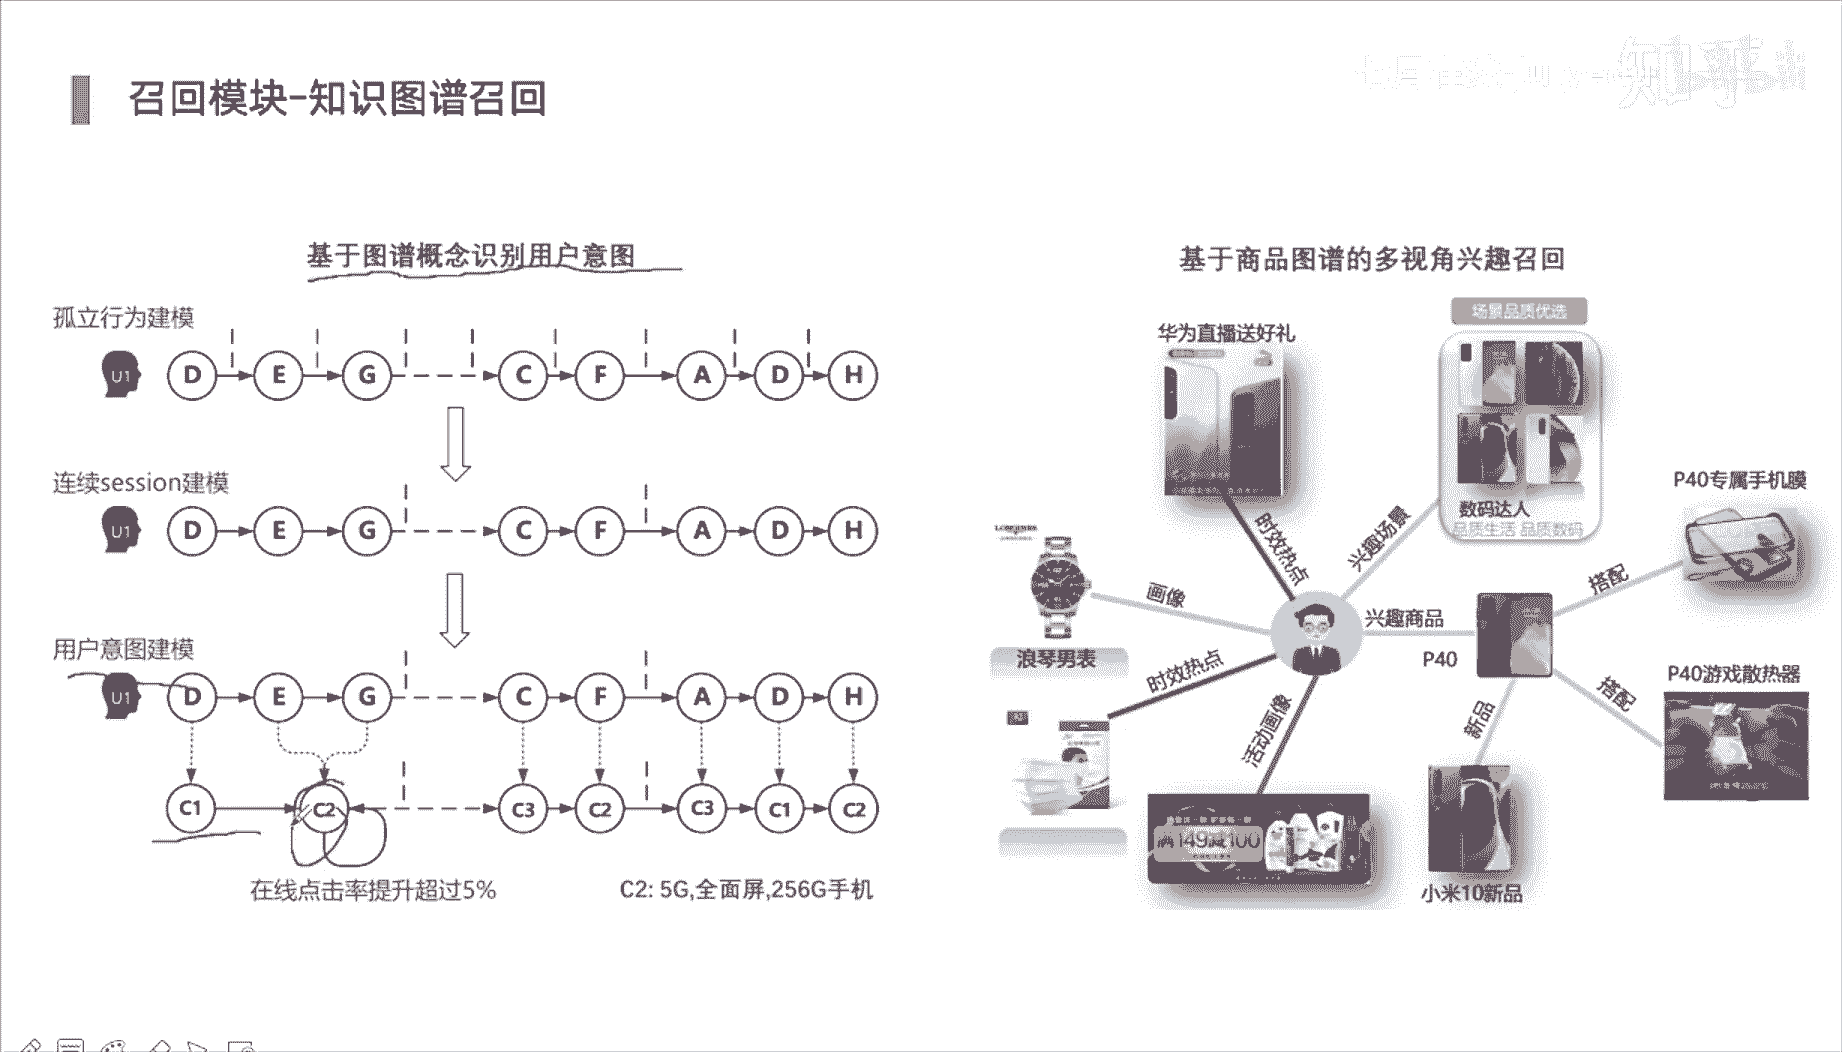 召回模块-知识图谱召回
知乎
基于图谱概念识别用户意图
孤立行为建模
U1 D E G C F A D H
连续session建模
U1 D E G C F A D H
用户意图建模
U1 D E G C F A D H
C1 C2 C3 C2 C3 C1 C2
在线点击率提升超过5%
C2: 5G,全面屏,256G手机
基于商品图谱的多视角兴趣召回
场景品质优选
华为直播送好礼
数码达人
品质生活 品质数码
P40专属手机膜
时效热点
兴趣场景
搭配
画像
兴趣商品
P40
浪琴男表
时效热点
活动画像
新品
搭配
P40游戏散热器
满149减100
小米10新品